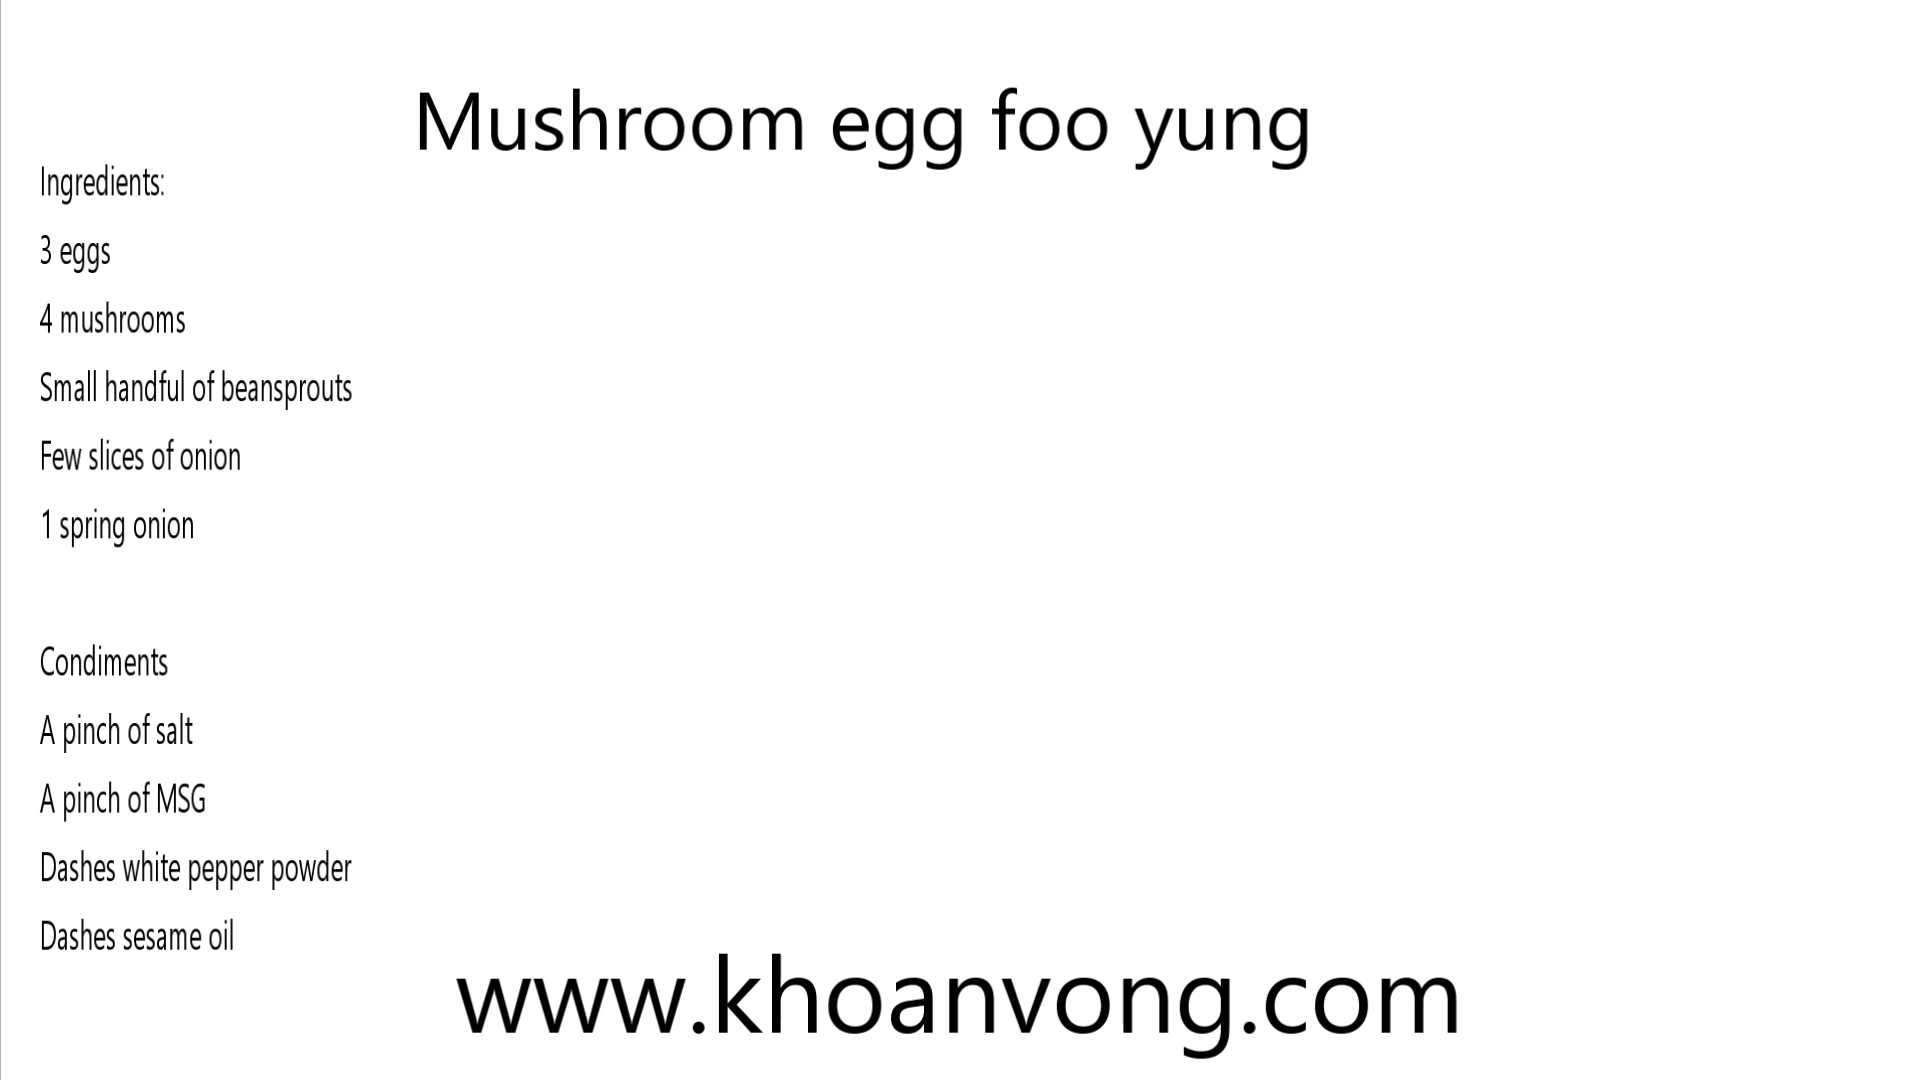 Mushroom egg foo yung
Ingredients:
3 eggs
4 mushrooms
Small handful of beansprouts
Few slices of onion
1 spring onion
Condiments
A pinch of salt
A pinch of MSG
Dashes white pepper powder
Dashes sesame oil
www.khoanvong.com